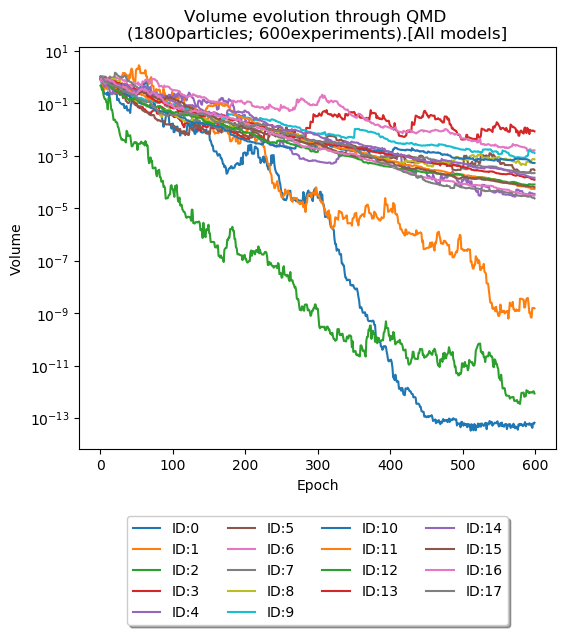 Volume evolution through QMD
(1800particles; 600experiments).[All models]
10¹
10⁻¹
10⁻³
10⁻⁵
10⁻⁷
10⁻⁹
10⁻¹¹
10⁻¹³
Volume
0 100 200 300 400 500 600
Epoch
ID:0 ID:5 ID:10 ID:14
ID:1 ID:6 ID:11 ID:15
ID:2 ID:7 ID:12 ID:16
ID:3 ID:8 ID:13 ID:17
ID:4 ID:9